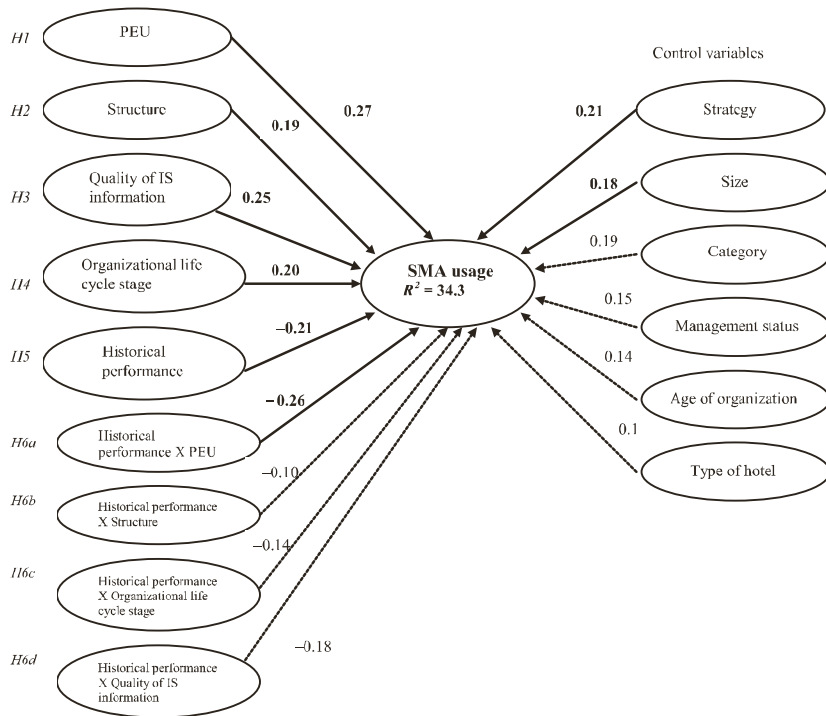 H1
PEU
Control variables
H2
Structure
0.19
0.27
0.21
Strategy
H3
Quality of IS
information
0.25
0.18
Size
H4
Organizational life
cycle stage
0.20
SMA usage
R² = 34.3
0.19
Category
H5
Historical
performance
–0.21
0.15
Management status
H6a
Historical
performance X PEU
–0.26
0.14
Age of organization
H6b
Historical performance
X Structure
–0.10
0.1
Type of hotel
H6c
Historical performance
X Organizational life
cycle stage
–0.14
H6d
Historical performance
X Quality of IS
information
–0.18